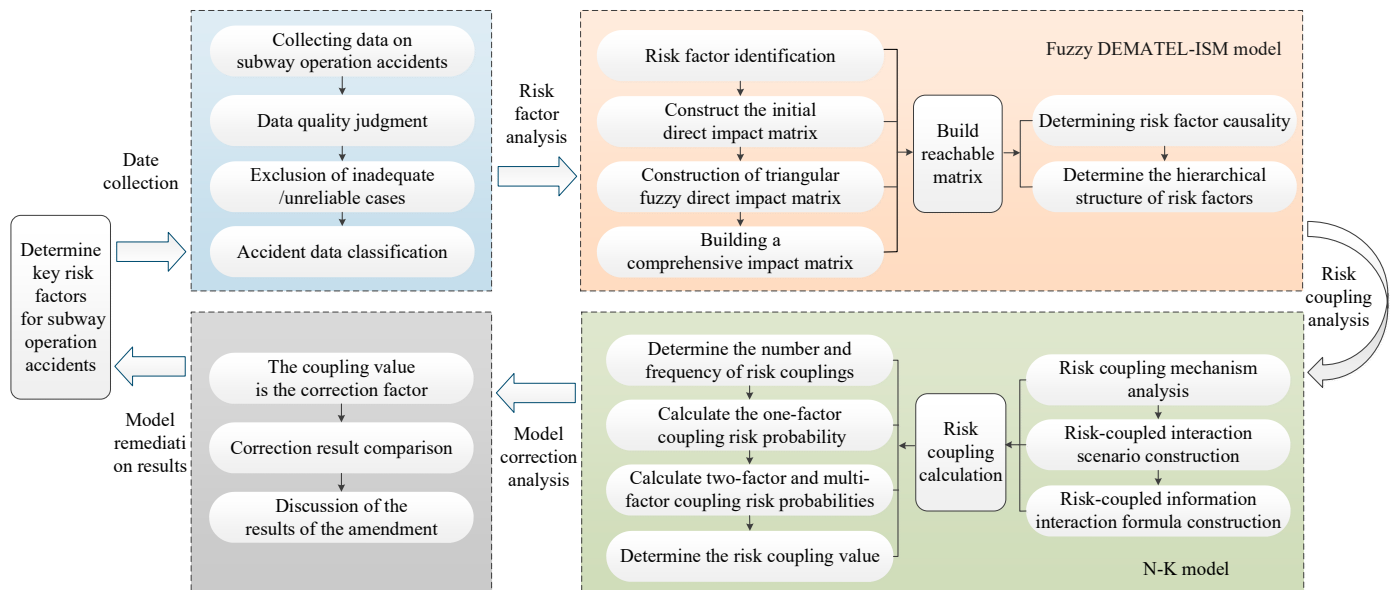 Determine
key risk
factors
for subway
operation
accidents
Date
collection
Collecting data on
subway operation accidents
Data quality judgment
Exclusion of inadequate
/unreliable cases
Accident data classification
Risk
factor
analysis
Fuzzy DEMATEL-ISM model
Risk factor identification
Construct the initial
direct impact matrix
Construction of triangular
fuzzy direct impact matrix
Building a
comprehensive impact matrix
Build
reachable
matrix
Determining risk factor causality
Determine the hierarchical
structure of risk factors
Risk
coupling
analysis
Risk coupling mechanism
analysis
Risk-coupled interaction
scenario construction
Risk-coupled information
interaction formula construction
N-K model
Risk
coupling
calculation
Determine the number and
frequency of risk couplings
Calculate the one-factor
coupling risk probability
Calculate two-factor and multi-
factor coupling risk probabilities
Determine the risk coupling value
Model
correction
analysis
The coupling value
is the correction factor
Correction result comparison
Discussion of the
results of the amendment
Model
remediati
on results